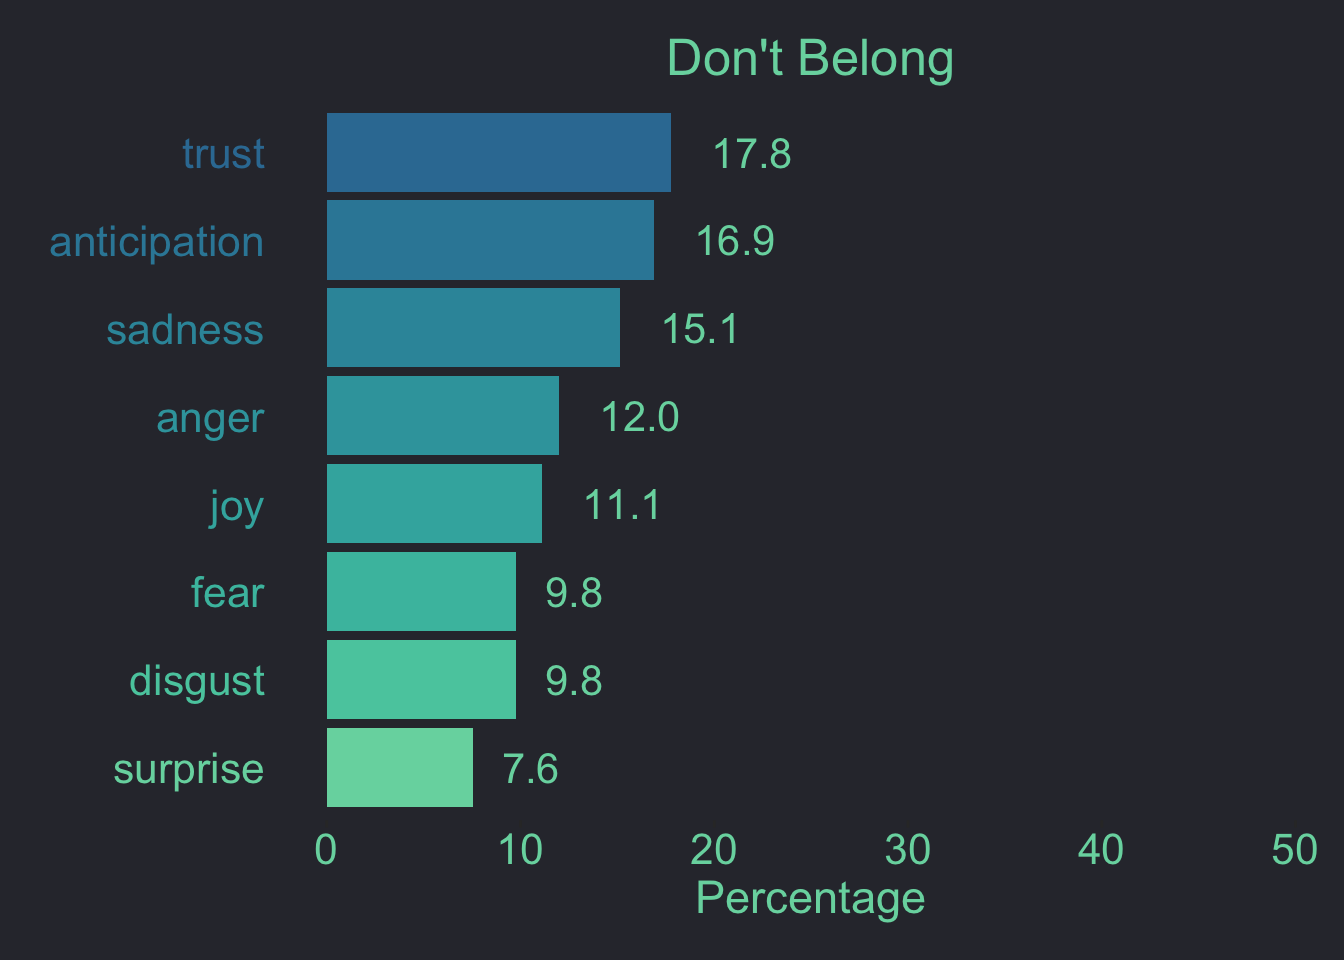 Don't Belong
trust 17.8
anticipation 16.9
sadness 15.1
anger 12.0
joy 11.1
fear 9.8
disgust 9.8
surprise 7.6
0 10 20 30 40 50
Percentage